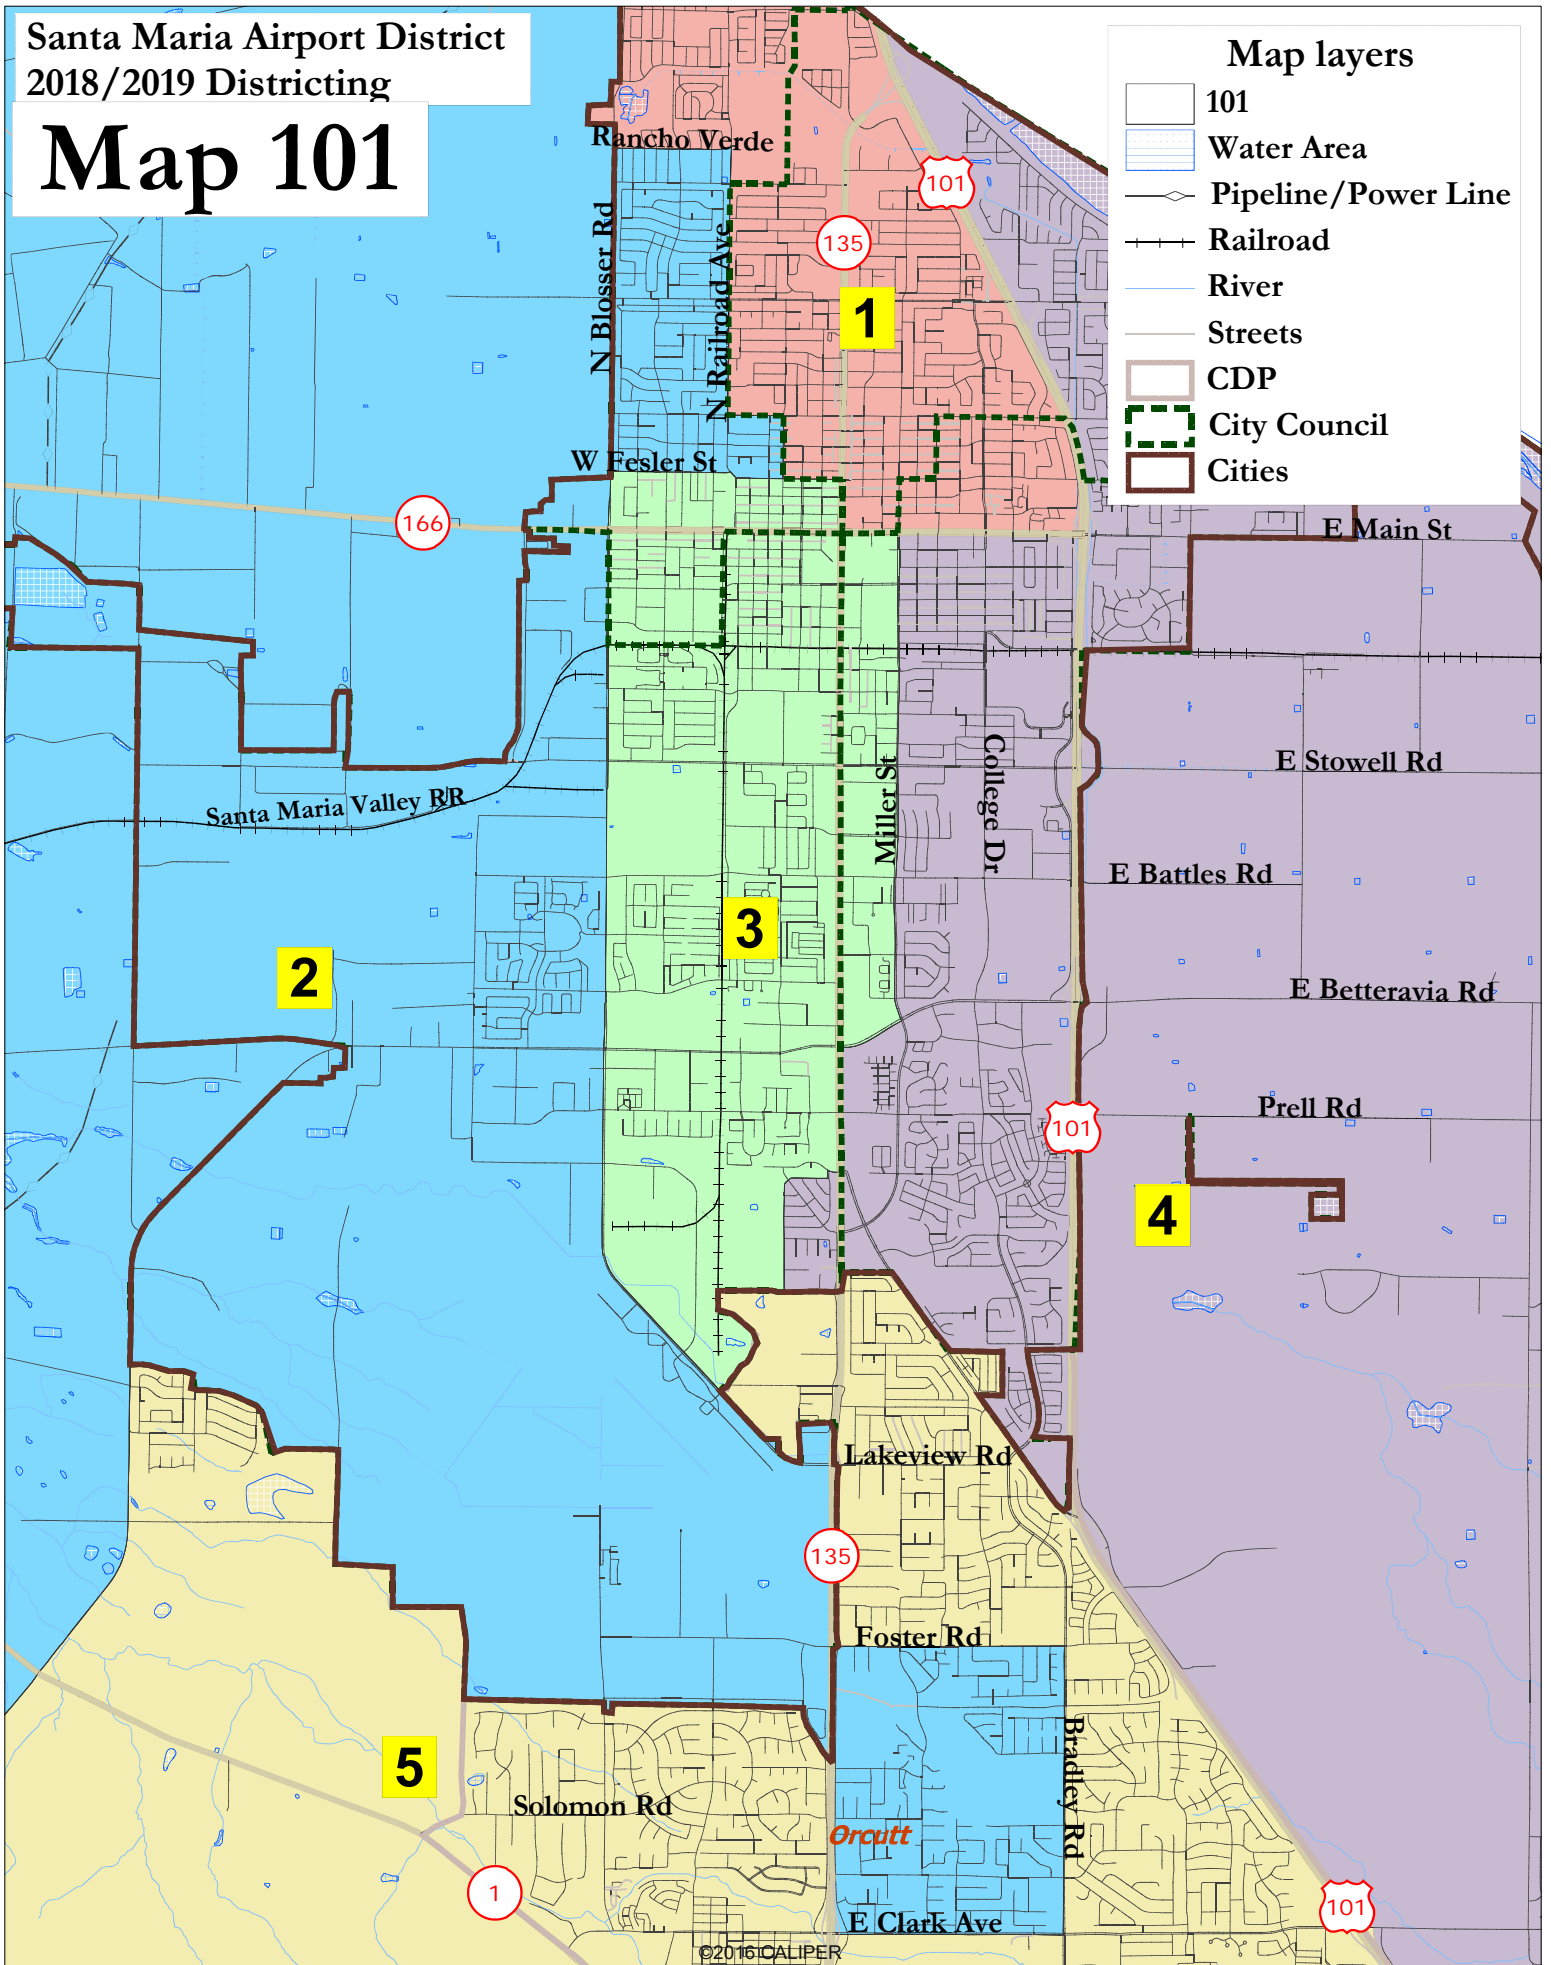 Santa Maria Airport District
2018/2019 Districting
Map 101
Map layers
101
Water Area
Pipeline/Power Line
Railroad
River
Streets
CDP
City Council
Cities
Rancho Verde
101
N Blosser Rd
N Railroad Ave
135
1
W Fesler St
166
E Main St
Santa Maria Valley RR
Miller St
College Dr
E Stowell Rd
E Battles Rd
3
2
E Betteravia Rd
Prell Rd
101
4
Lakeview Rd
135
Foster Rd
5
Bradley Rd
Solomon Rd
Orcutt
1
101
E Clark Ave
©2016 CALIPER